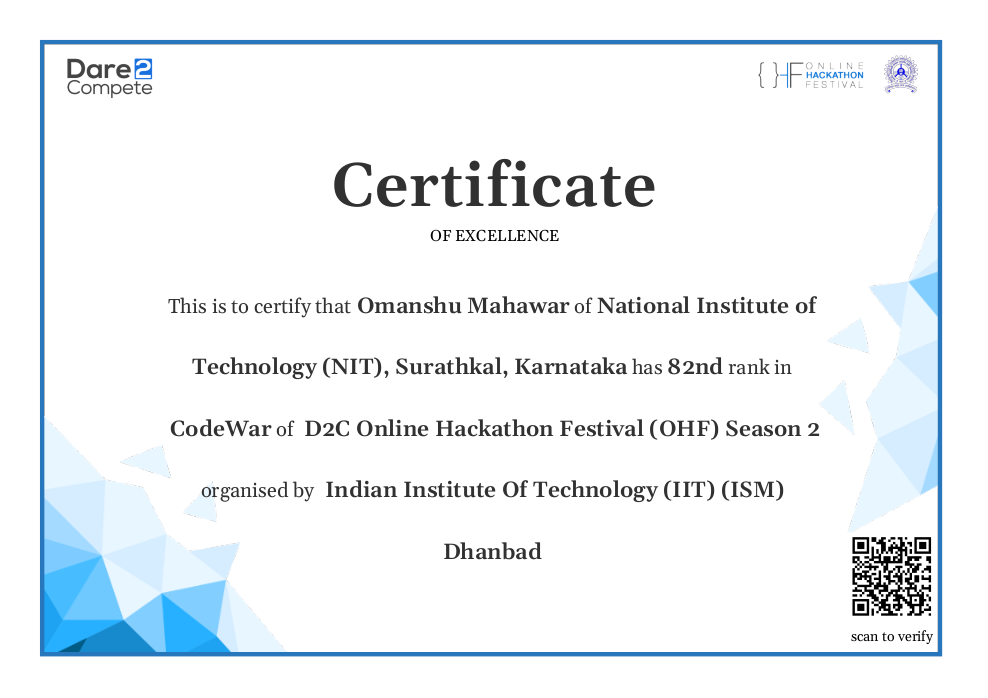 Dare2
Compete
{ }HF ONLINE
HACKATHON
FESTIVAL
Certificate
OF EXCELLENCE
This is to certify that Omanshu Mahawar of National Institute of
Technology (NIT), Surathkal, Karnataka has 82nd rank in
CodeWar of D2C Online Hackathon Festival (OHF) Season 2
organised by Indian Institute Of Technology (IIT) (ISM)
Dhanbad
scan to verify